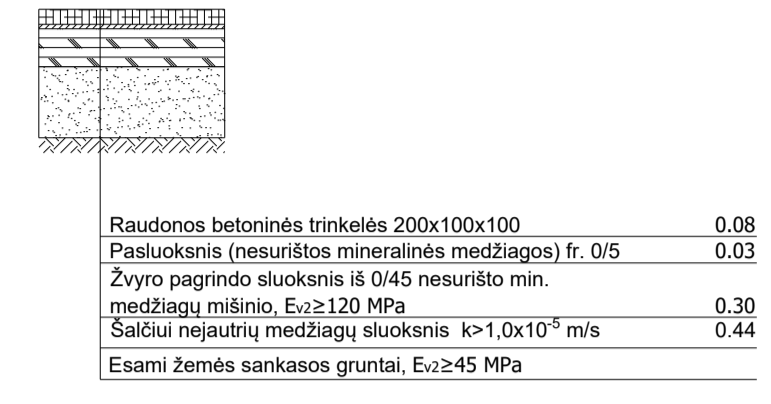 Raudonos betoninės trinkelės 200x100x100 0.08
Pasluoksnis (nesurištos mineralinės medžiagos) fr. 0/5 0.03
Žvyro pagrindo sluoksnis iš 0/45 nesurišto min.
medžiagų mišinio, Ev2≥120 MPa 0.30
Šalčiui nejautrių medžiagų sluoksnis k>1,0x10⁻⁵ m/s 0.44
Esami žemės sankasos gruntai, Ev2≥45 MPa